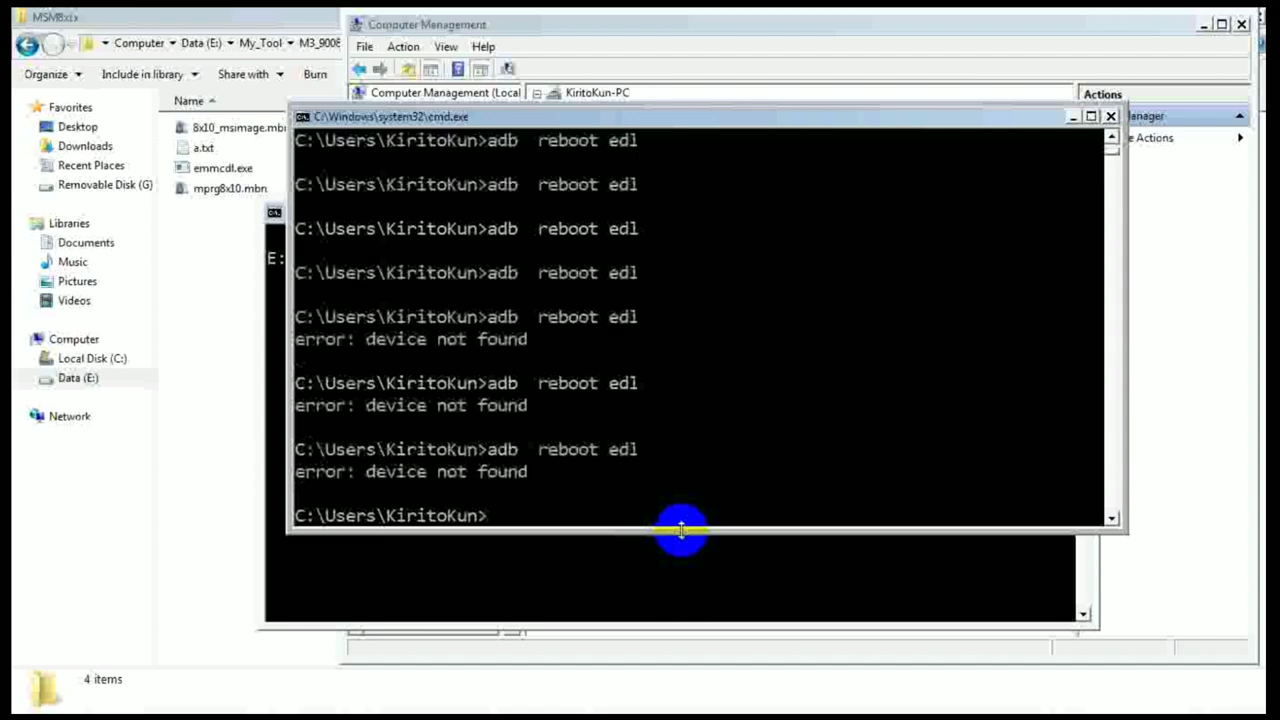 MSM8x1x
Computer Management
Computer
Data (E:)
My_Tool
M3_9008
File
Action
View
Help
Organize
Include in library
Share with
Burn
Computer Management (Local
KiritoKun-PC
Actions
Name
Favorites
Desktop
Downloads
Recent Places
Removable Disk (G)
Libraries
Documents
Music
Pictures
Videos
Computer
Local Disk (C:)
Data (E:)
Network
8x10_msimage.mbn
a.txt
emmcdl.exe
mprg8x10.mbn
anager
e Actions
E:
C:\Windows\system32\cmd.exe
C:\Users\KiritoKun>adb  reboot edl
C:\Users\KiritoKun>adb  reboot edl
C:\Users\KiritoKun>adb  reboot edl
C:\Users\KiritoKun>adb  reboot edl
C:\Users\KiritoKun>adb  reboot edl
error: device not found
C:\Users\KiritoKun>adb  reboot edl
error: device not found
C:\Users\KiritoKun>adb  reboot edl
error: device not found
C:\Users\KiritoKun>
4 items